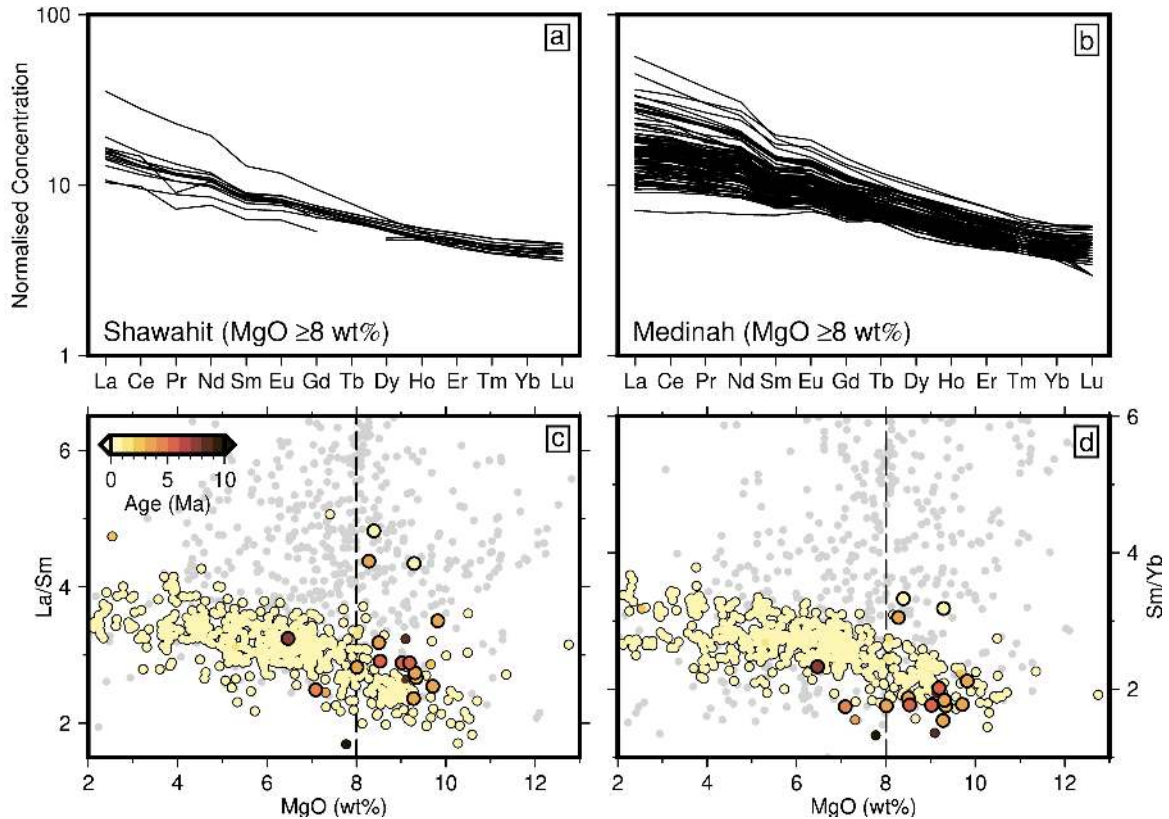 100
a
b
Normalised Concentration
10
Shawahit (MgO ≥8 wt%)
Medinah (MgO ≥8 wt%)
1
La Ce Pr Nd Sm Eu Gd Tb Dy Ho Er Tm Yb Lu
La Ce Pr Nd Sm Eu Gd Tb Dy Ho Er Tm Yb Lu
c
d
0 5 10
Age (Ma)
6
4
2
La/Sm
6
4
2
Sm/Yb
2 4 6 8 10 12
2 4 6 8 10 12
MgO (wt%)
MgO (wt%)